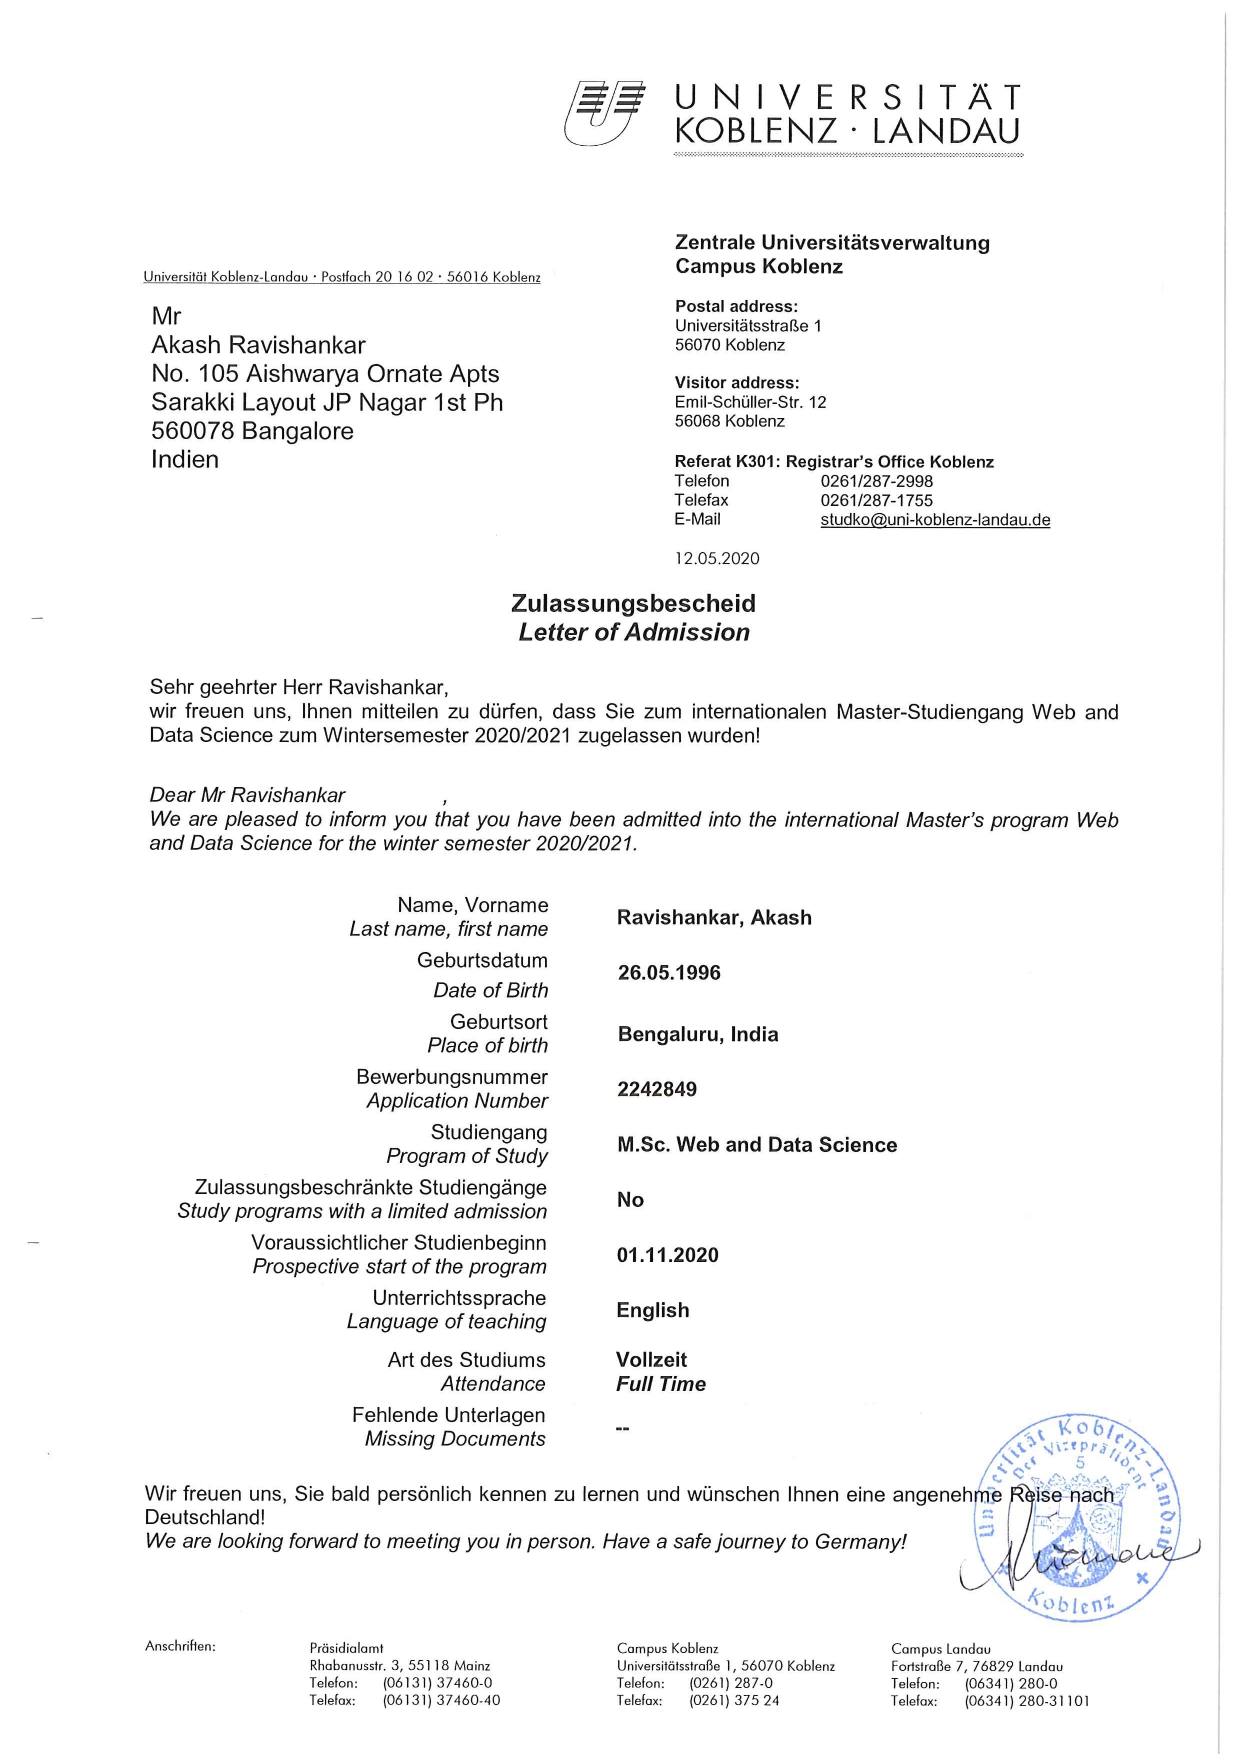 UNIVERSITÄT
KOBLENZ · LANDAU
Zentrale Universitätsverwaltung
Campus Koblenz
Universität Koblenz-Landau · Postfach 20 16 02 · 56016 Koblenz
Mr
Akash Ravishankar
No. 105 Aishwarya Ornate Apts
Sarakki Layout JP Nagar 1st Ph
560078 Bangalore
Indien
Postal address:
Universitätsstraße 1
56070 Koblenz
Visitor address:
Emil-Schüller-Str. 12
56068 Koblenz
Referat K301: Registrar's Office Koblenz
Telefon 0261/287-2998
Telefax 0261/287-1755
E-Mail studko@uni-koblenz-landau.de
12.05.2020
Zulassungsbescheid
Letter of Admission
Sehr geehrter Herr Ravishankar,
wir freuen uns, Ihnen mitteilen zu dürfen, dass Sie zum internationalen Master-Studiengang Web and
Data Science zum Wintersemester 2020/2021 zugelassen wurden!
Dear Mr Ravishankar ,
We are pleased to inform you that you have been admitted into the international Master's program Web
and Data Science for the winter semester 2020/2021.
Name, Vorname
Last name, first name
Ravishankar, Akash
Geburtsdatum
Date of Birth
26.05.1996
Geburtsort
Place of birth
Bengaluru, India
Bewerbungsnummer
Application Number
2242849
Studiengang
Program of Study
M.Sc. Web and Data Science
Zulassungsbeschränkte Studiengänge
Study programs with a limited admission
No
Voraussichtlicher Studienbeginn
Prospective start of the program
01.11.2020
Unterrichtssprache
Language of teaching
English
Art des Studiums Vollzeit
Attendance Full Time
Fehlende Unterlagen
Missing Documents
--
Wir freuen uns, Sie bald persönlich kennen zu lernen und wünschen Ihnen eine angenehme Reise nach
Deutschland!
We are looking forward to meeting you in person. Have a safe journey to Germany!
Universität Koblenz-Landau
Der Vizepräsident
5
Koblenz
Anschriften:
Präsidialamt
Rhabanusstr. 3, 55118 Mainz
Telefon: (06131) 37460-0
Telefax: (06131) 37460-40
Campus Koblenz
Universitätsstraße 1, 56070 Koblenz
Telefon: (0261) 287-0
Telefax: (0261) 375 24
Campus Landau
Fortstraße 7, 76829 Landau
Telefon: (06341) 280-0
Telefax: (06341) 280-31101